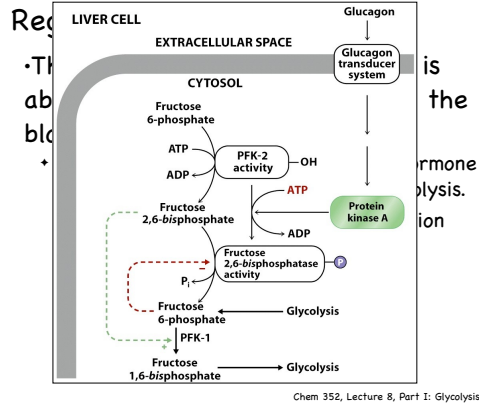 Reg
LIVER CELL
Glucagon
EXTRACELLULAR SPACE
Glucagon
transducer
system
•Th
is
CYTOSOL
ab
the
Fructose
6-phosphate
blo
ATP
PFK-2
activity
OH
ormone
ADP
ATP
olysis.
Fructose
2,6-bisphosphate
Protein
kinase A
ion
ADP
Fructose
2,6-bisphosphatase
activity
P
–
Pi
Fructose
6-phosphate
Glycolysis
PFK-1
+
Fructose
1,6-bisphosphate
Glycolysis
Chem 352, Lecture 8, Part I: Glycolysis